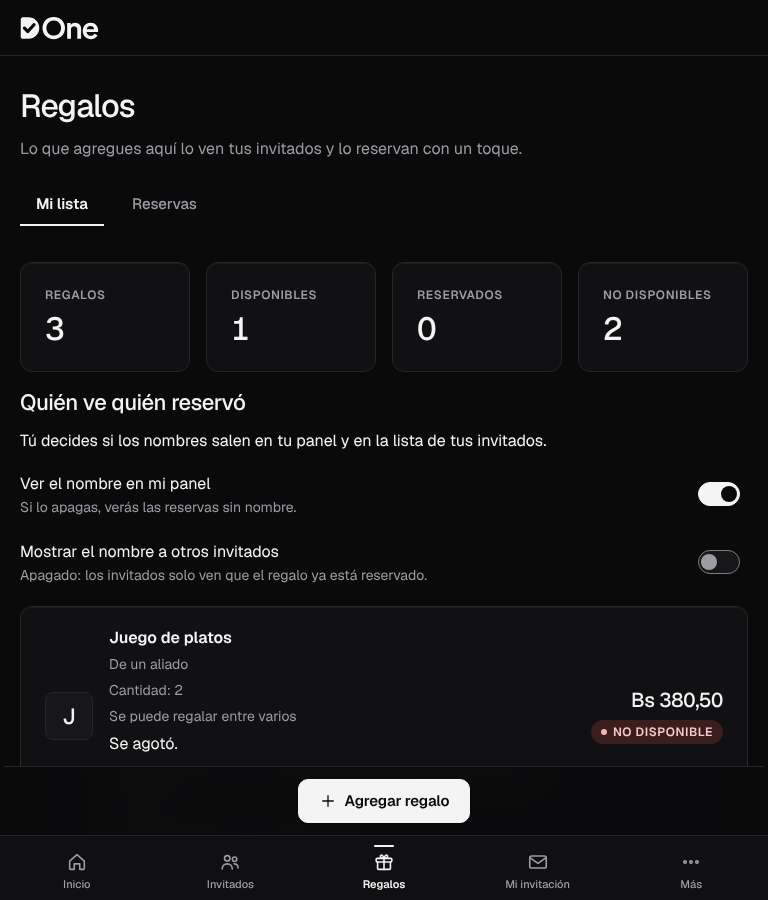 One
Regalos
Lo que agregues aquí lo ven tus invitados y lo reservan con un toque.
Mi lista
Reservas
REGALOS
3
DISPONIBLES
1
RESERVADOS
0
NO DISPONIBLES
2
Quién ve quién reservó
Tú decides si los nombres salen en tu panel y en la lista de tus invitados.
Ver el nombre en mi panel
Si lo apagas, verás las reservas sin nombre.
Mostrar el nombre a otros invitados
Apagado: los invitados solo ven que el regalo ya está reservado.
J
Juego de platos
De un aliado
Cantidad: 2
Se puede regalar entre varios
Se agotó.
Bs 380,50
NO DISPONIBLE
Agregar regalo
Inicio
Invitados
Regalos
Mi invitación
Más